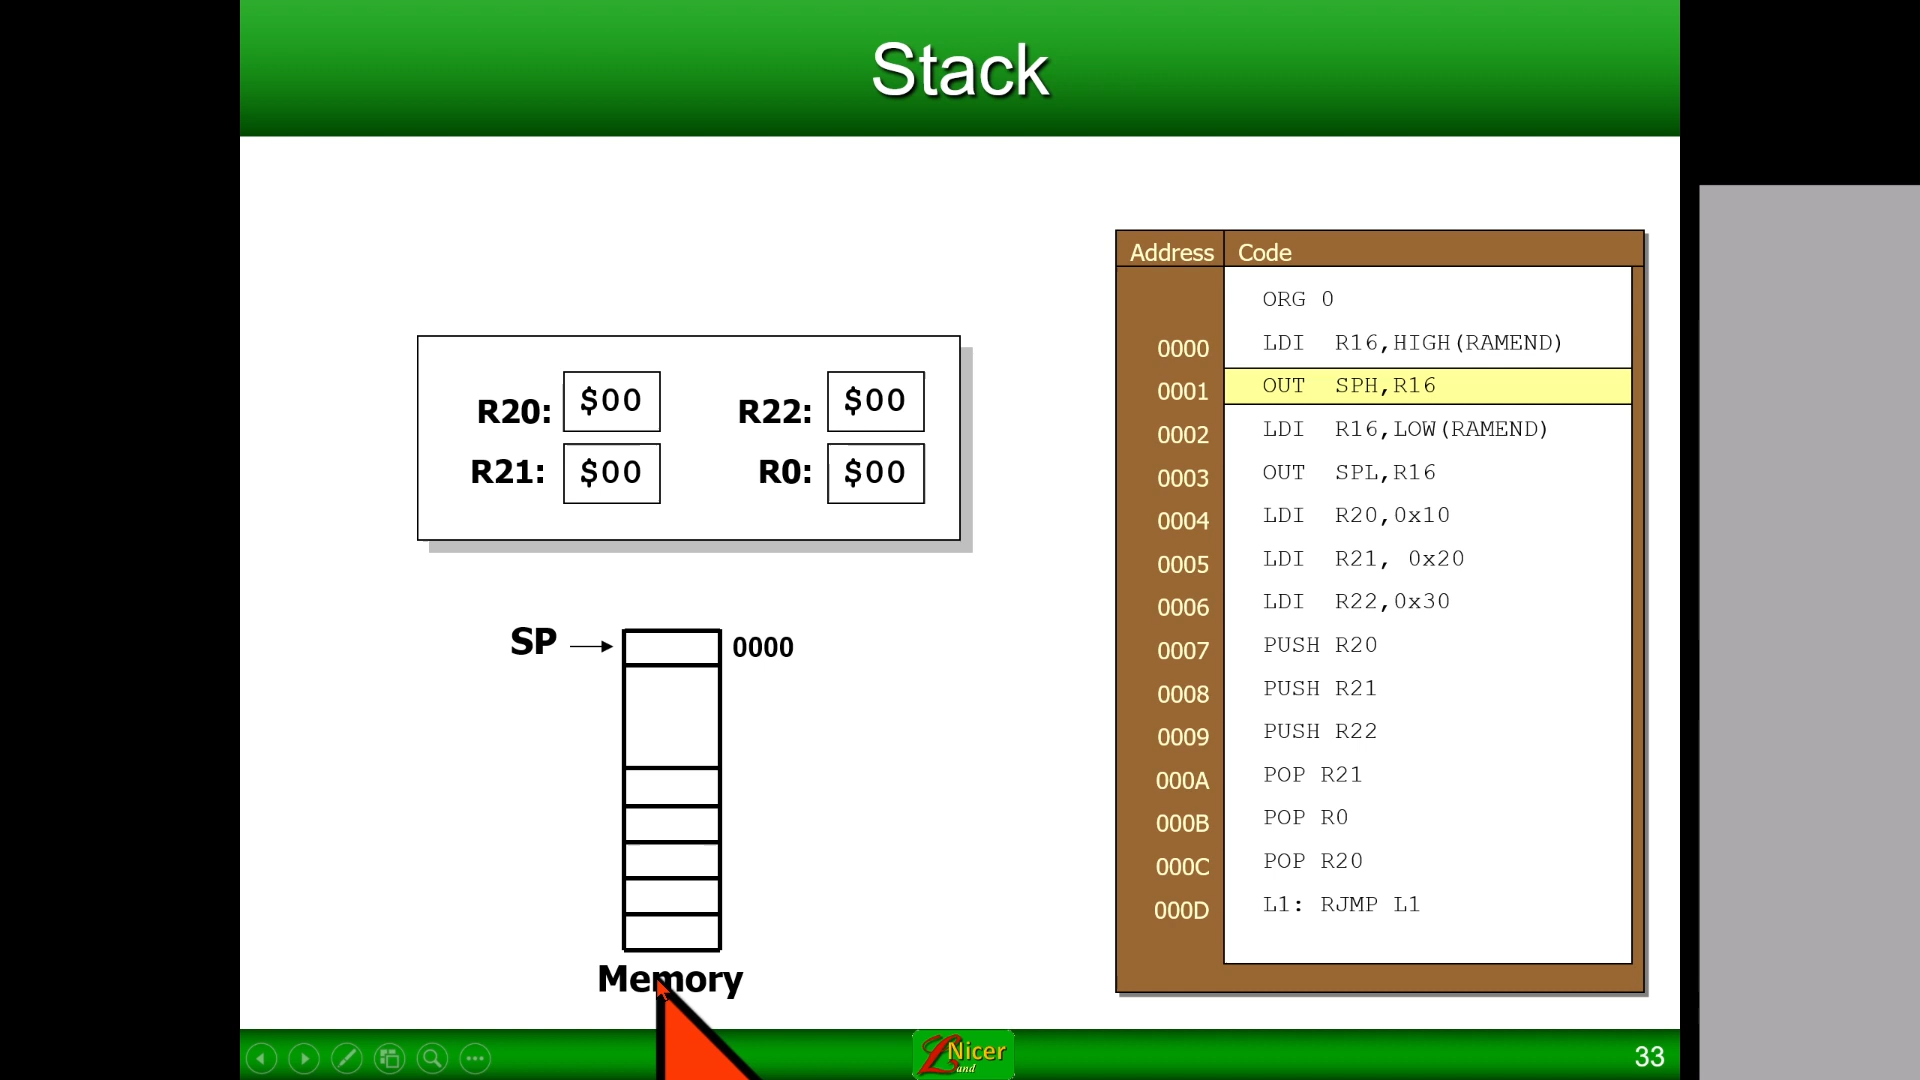 Stack
R20: $00 R22: $00
R21: $00 R0: $00
SP 0000
Memory
Address Code
ORG 0
0000 LDI R16,HIGH(RAMEND)
0001 OUT SPH,R16
0002 LDI R16,LOW(RAMEND)
0003 OUT SPL,R16
0004 LDI R20,0x10
0005 LDI R21, 0x20
0006 LDI R22,0x30
0007 PUSH R20
0008 PUSH R21
0009 PUSH R22
000A POP R21
000B POP R0
000C POP R20
000D L1: RJMP L1
Nicer
Land
33